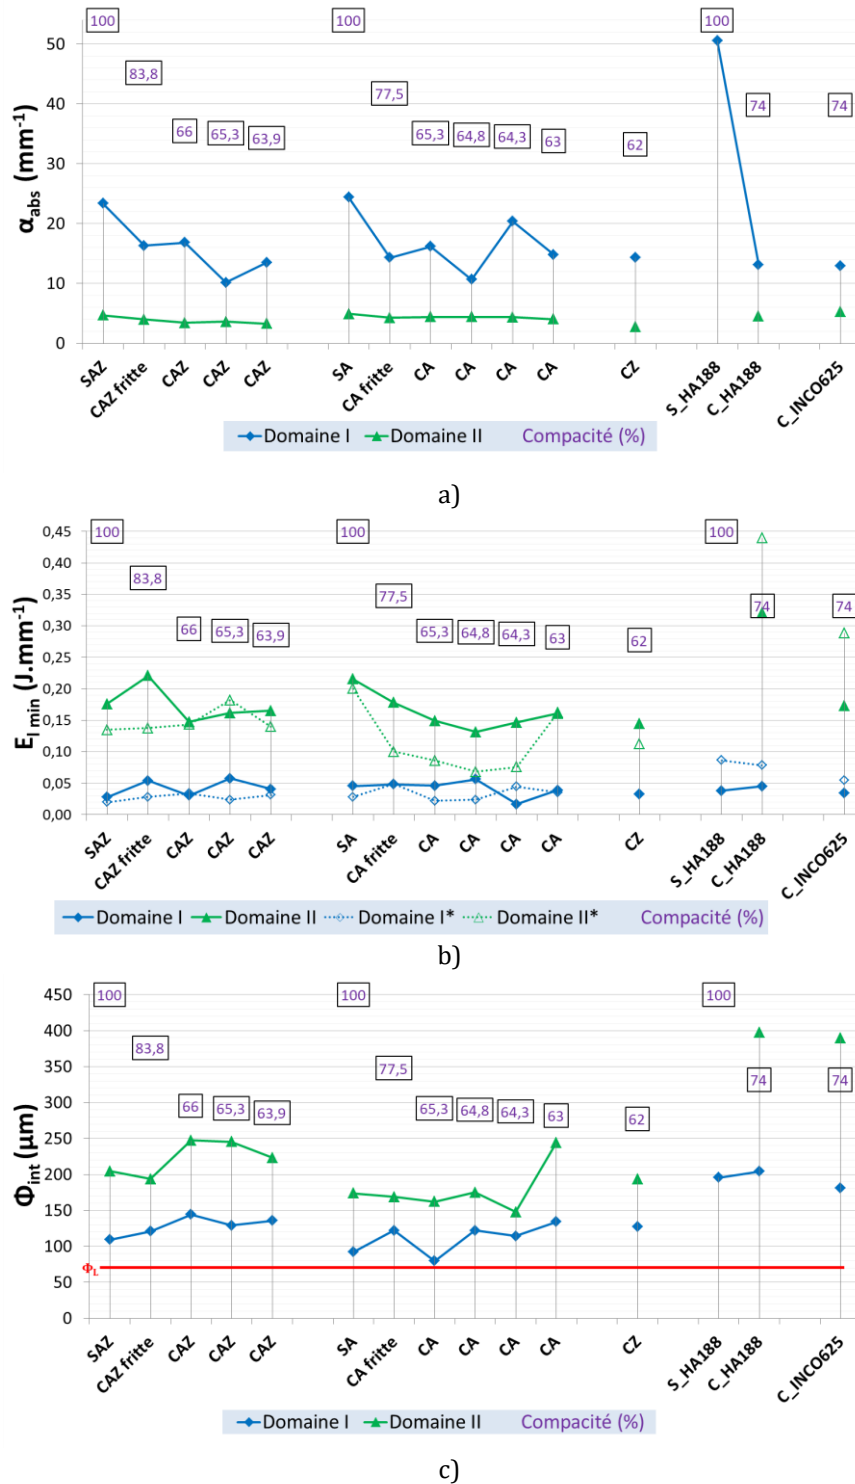 100
100
100
50
83,8
77,5
74
74
40
66
65,3
63,9
65,3
64,8
64,3
63
62
30
20
10
0
α_abs (mm⁻¹)
SAZ
CAZ fritte
CAZ
CAZ
CAZ
SA
CA fritte
CA
CA
CA
CA
CZ
S_HA188
C_HA188
C_INCO625
Domaine I Domaine II Compacité (%)
a)
0,45
100
100
100
0,40
83,8
77,5
0,35
74
74
66
65,3
63,9
65,3
64,8
64,3
63
62
0,30
0,25
0,20
0,15
0,10
0,05
0,00
E_l min (J.mm⁻¹)
SAZ
CAZ fritte
CAZ
CAZ
CAZ
SA
CA fritte
CA
CA
CA
CA
CZ
S_HA188
C_HA188
C_INCO625
Domaine I Domaine II Domaine I* Domaine II* Compacité (%)
b)
450
100
100
100
400
83,8
77,5
350
74
74
300
66
65,3
63,9
65,3
64,8
64,3
63
62
250
200
150
100
50
0
Φ_int (µm)
Φ_L
SAZ
CAZ fritte
CAZ
CAZ
CAZ
SA
CA fritte
CA
CA
CA
CA
CZ
S_HA188
C_HA188
C_INCO625
Domaine I Domaine II Compacité (%)
c)